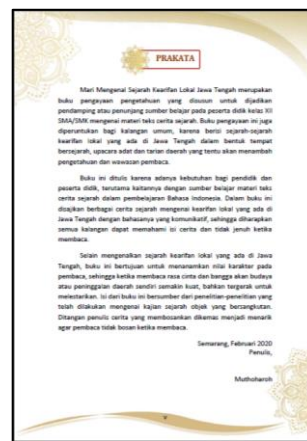 PRAKATA
Mari Mengenal Sejarah Kearifan Lokal Jawa Tengah merupakan
buku pengayaan pengetahuan yang disusun untuk dijadikan
pendamping atau penunjang sumber belajar pada peserta didik kelas XII
SMA/SMK mengenai materi teks cerita sejarah. Buku pengayaan ini juga
diperuntukan bagi kalangan umum, karena berisi sejarah-sejarah
kearifan lokal yang ada di Jawa Tengah dalam bentuk tempat
bersejarah, upacara adat dan tarian daerah yang tentu akan menambah
pengetahuan dan wawasan pembaca.
Buku ini ditulis karena adanya kebutuhan bagi pendidik dan
peserta didik, terutama kaitannya dengan sumber belajar materi teks
cerita sejarah dalam pembelajaran Bahasa Indonesia. Dalam buku ini
disajikan berbagai cerita sejarah mengenai kearifan lokal yang ada di
Jawa Tengah dengan bahasanya yang komunikatif, sehingga diharapkan
semua kalangan dapat memahami isi cerita dan tidak jenuh ketika
membaca.
Selain mengenalkan sejarah kearifan lokal yang ada di Jawa
Tengah, buku ini bertujuan untuk menanamkan nilai karakter pada
pembaca, sehingga ketika membaca rasa cinta dan bangga akan budaya
atau peninggalan daerah sendiri semakin kuat, bahkan tergerak untuk
melestarikan. Isi dari buku ini bersumber dari penelitian-penelitian yang
telah dilakukan mengenai kajian sejarah objek yang bersangkutan.
Ditangan penulis cerita yang membosankan dikemas menjadi menarik
agar pembaca tidak bosan ketika membaca.
Semarang, Februari 2020
Penulis,
Muthoharoh